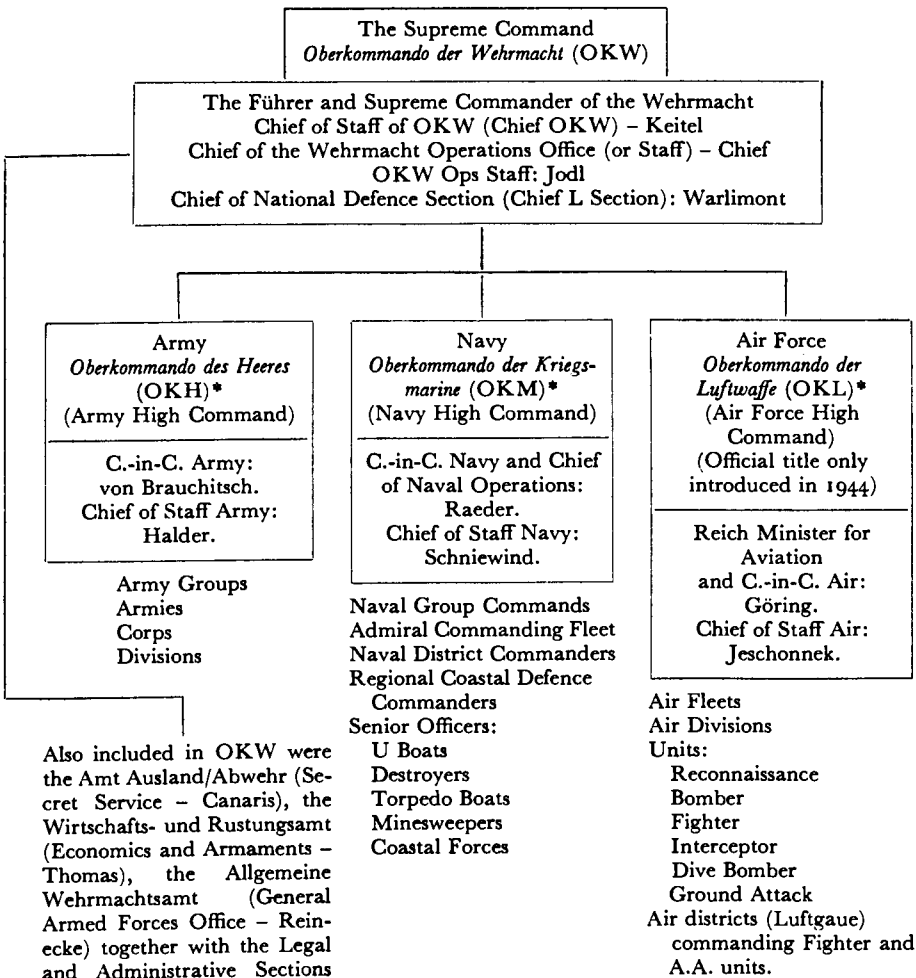 The Supreme Command
Oberkommando der Wehrmacht (OKW)
The Führer and Supreme Commander of the Wehrmacht
Chief of Staff of OKW (Chief OKW) – Keitel
Chief of the Wehrmacht Operations Office (or Staff) – Chief
OKW Ops Staff: Jodl
Chief of National Defence Section (Chief L Section): Warlimont
Army
Oberkommando des Heeres
(OKH)*
(Army High Command)
C.-in-C. Army:
von Brauchitsch.
Chief of Staff Army:
Halder.
Army Groups
Armies
Corps
Divisions
Navy
Oberkommando der Kriegs-
marine (OKM)*
(Navy High Command)
C.-in-C. Navy and Chief
of Naval Operations:
Raeder.
Chief of Staff Navy:
Schniewind.
Naval Group Commands
Admiral Commanding Fleet
Naval District Commanders
Regional Coastal Defence
Commanders
Senior Officers:
U Boats
Destroyers
Torpedo Boats
Minesweepers
Coastal Forces
Air Force
Oberkommando der
Luftwaffe (OKL)*
(Air Force High
Command)
(Official title only
introduced in 1944)
Reich Minister for
Aviation
and C.-in-C. Air:
Göring.
Chief of Staff Air:
Jeschonnek.
Air Fleets
Air Divisions
Units:
Reconnaissance
Bomber
Fighter
Interceptor
Dive Bomber
Ground Attack
Air districts (Luftgaue)
commanding Fighter and
A.A. units.
Also included in OKW were
the Amt Ausland/Abwehr (Se-
cret Service – Canaris), the
Wirtschafts- und Rustungsamt
(Economics and Armaments –
Thomas), the Allgemeine
Wehrmachtsamt (General
Armed Forces Office – Rein-
ecke) together with the Legal
and Administrative Sections